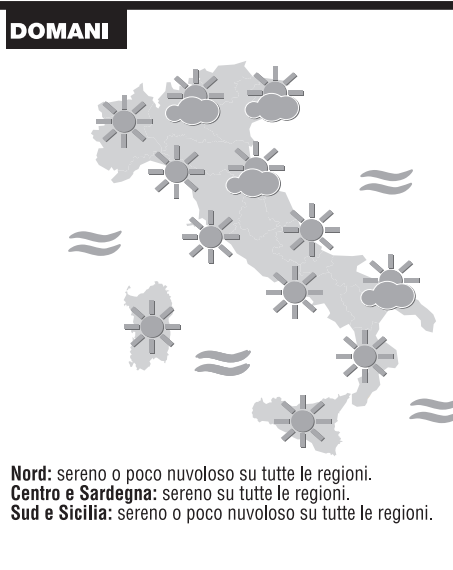 DOMANI
Nord: sereno o poco nuvoloso su tutte le regioni.
Centro e Sardegna: sereno su tutte le regioni.
Sud e Sicilia: sereno o poco nuvoloso su tutte le regioni.